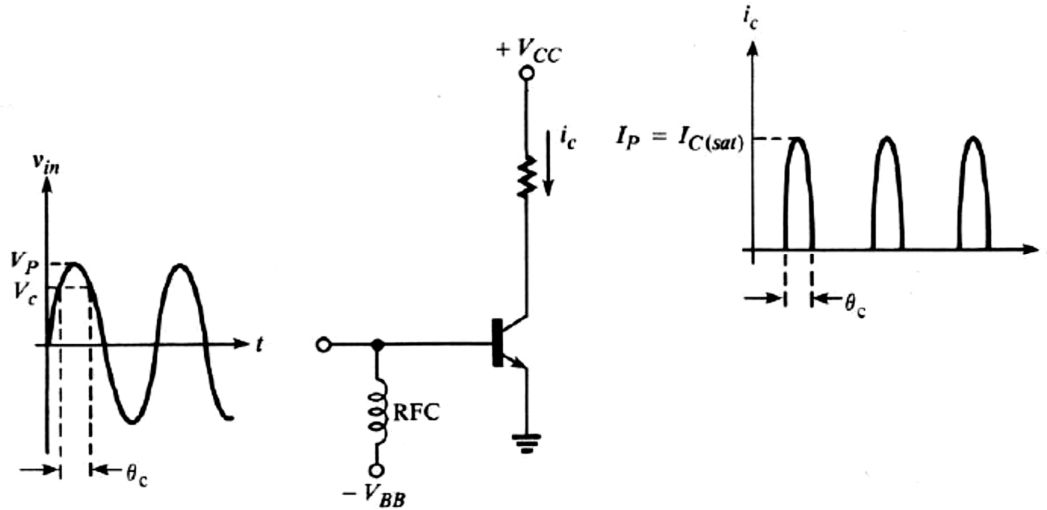 v_in
V_P
V_c
t
θ_c
+ V_CC
i_c
RFC
− V_BB
i_c
I_P = I_C(sat)
θ_c